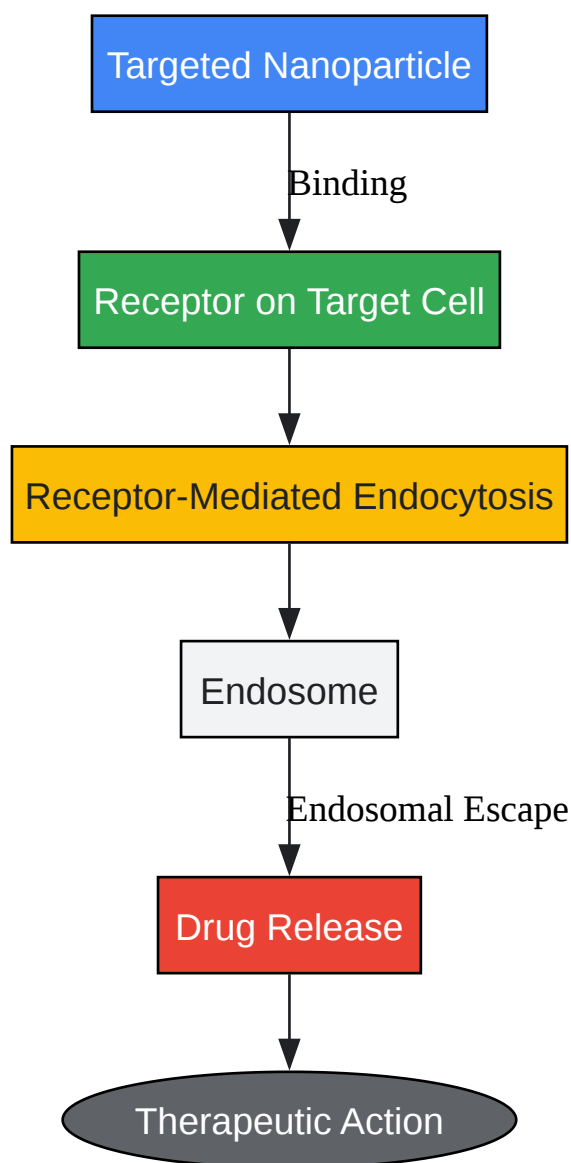 Targeted Nanoparticle
Binding
Receptor on Target Cell
Receptor-Mediated Endocytosis
Endosome
Endosomal Escape
Drug Release
Therapeutic Action